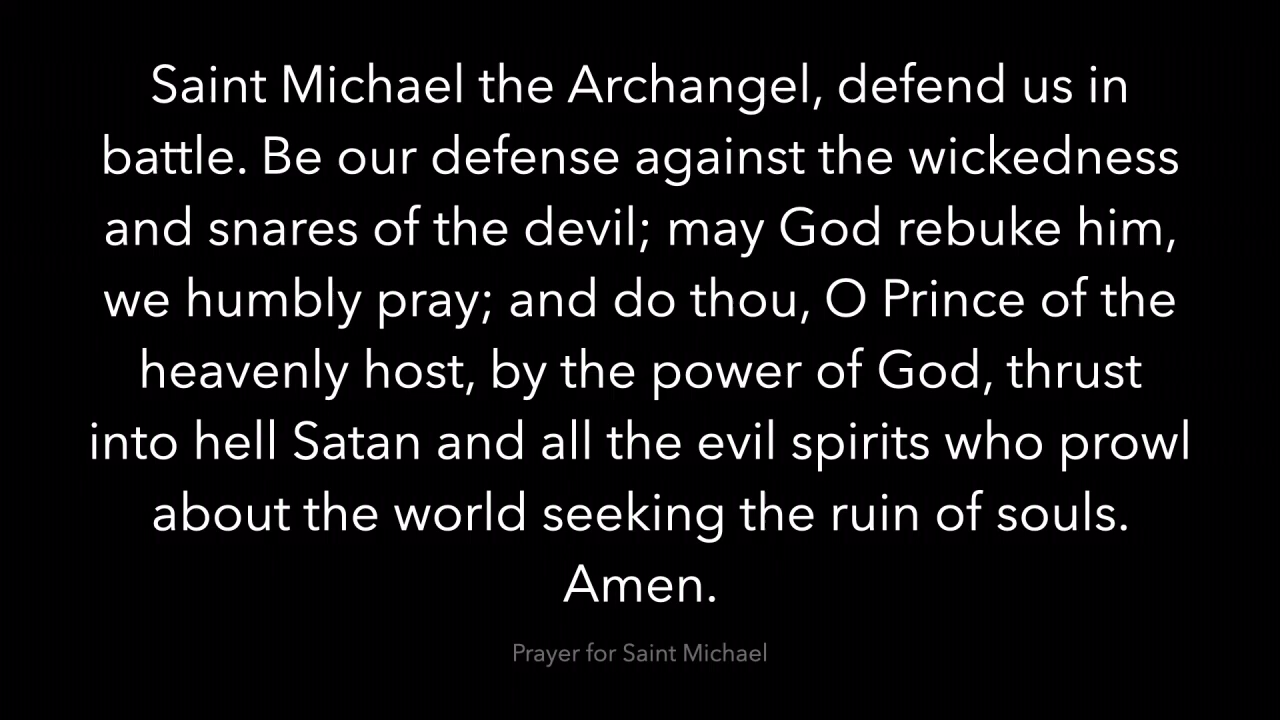 Saint Michael the Archangel, defend us in
battle. Be our defense against the wickedness
and snares of the devil; may God rebuke him,
we humbly pray; and do thou, O Prince of the
heavenly host, by the power of God, thrust
into hell Satan and all the evil spirits who prowl
about the world seeking the ruin of souls.
Amen.
Prayer for Saint Michael